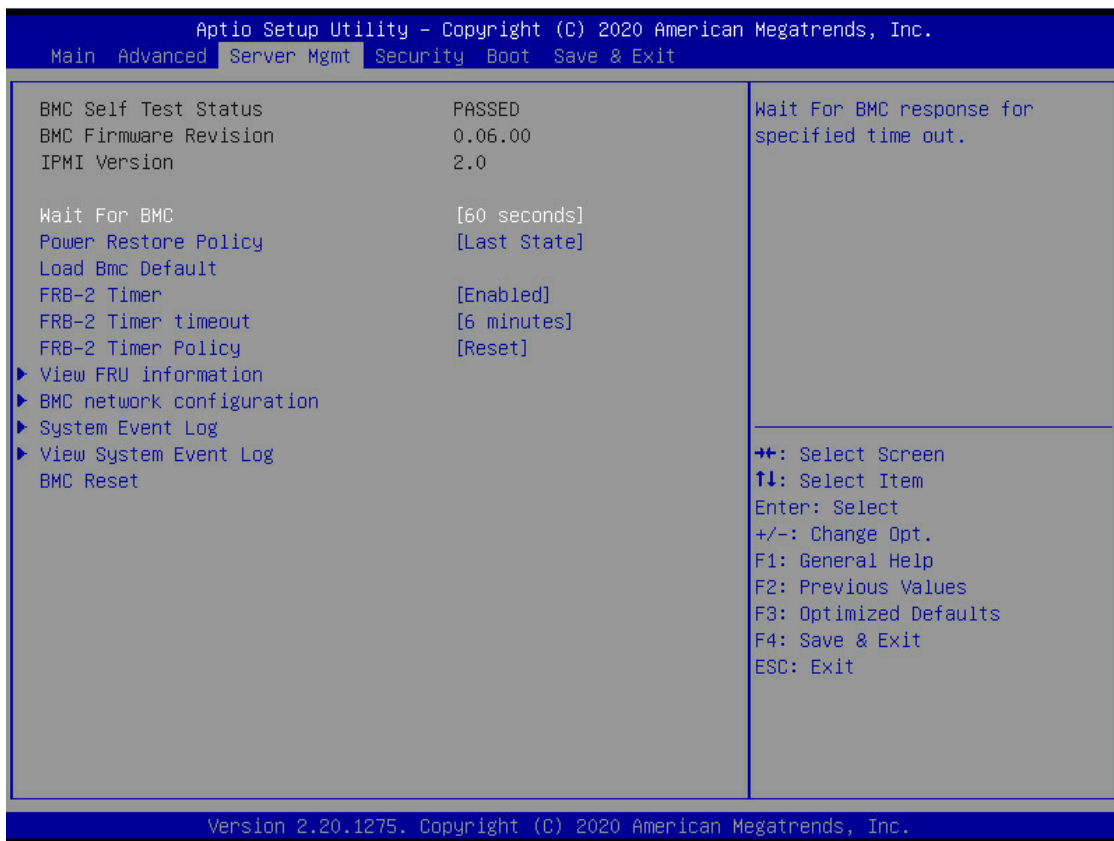 Aptio Setup Utility – Copyright (C) 2020 American Megatrends, Inc.
Main Advanced Server Mgmt Security Boot Save & Exit
BMC Self Test Status PASSED
BMC Firmware Revision 0.06.00
IPMI Version 2.0
Wait For BMC [60 seconds]
Power Restore Policy [Last State]
Load Bmc Default
FRB-2 Timer [Enabled]
FRB-2 Timer timeout [6 minutes]
FRB-2 Timer Policy [Reset]
View FRU information
BMC network configuration
System Event Log
View System Event Log
BMC Reset
Wait For BMC response for
specified time out.
→←: Select Screen
↑↓: Select Item
Enter: Select
+/-: Change Opt.
F1: General Help
F2: Previous Values
F3: Optimized Defaults
F4: Save & Exit
ESC: Exit
Version 2.20.1275. Copyright (C) 2020 American Megatrends, Inc.